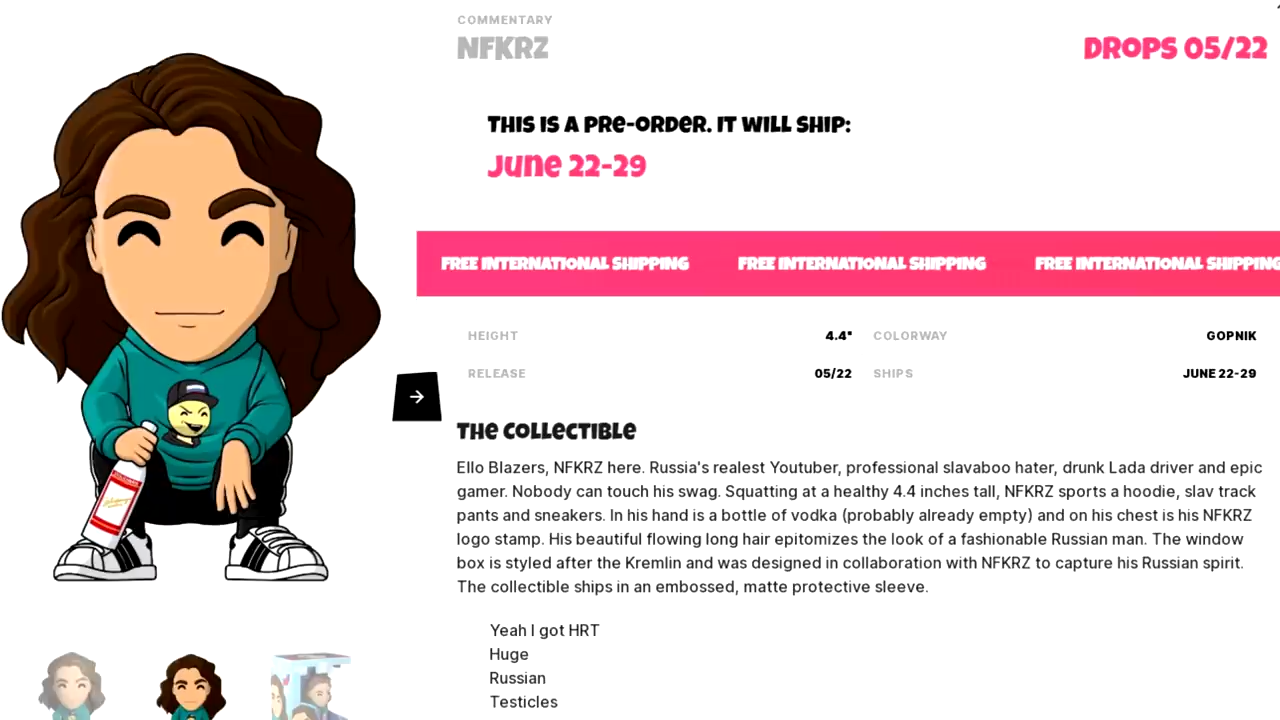 COMMENTARY
NFKRZ
DROPS 05/22
THIS IS A PRE-ORDER. IT WILL SHIP:
June 22-29
FREE INTERNATIONAL SHIPPING FREE INTERNATIONAL SHIPPING FREE INTERNATIONAL SHIPPING
HEIGHT 4.4" COLORWAY GOPNIK
RELEASE 05/22 SHIPS JUNE 22-29
THE COLLECTIBLE
Ello Blazers, NFKRZ here. Russia's realest Youtuber, professional slavaboo hater, drunk Lada driver and epic
gamer. Nobody can touch his swag. Squatting at a healthy 4.4 inches tall, NFKRZ sports a hoodie, slav track
pants and sneakers. In his hand is a bottle of vodka (probably already empty) and on his chest is his NFKRZ
logo stamp. His beautiful flowing long hair epitomizes the look of a fashionable Russian man. The window
box is styled after the Kremlin and was designed in collaboration with NFKRZ to capture his Russian spirit.
The collectible ships in an embossed, matte protective sleeve.
Yeah I got HRT
Huge
Russian
Testicles